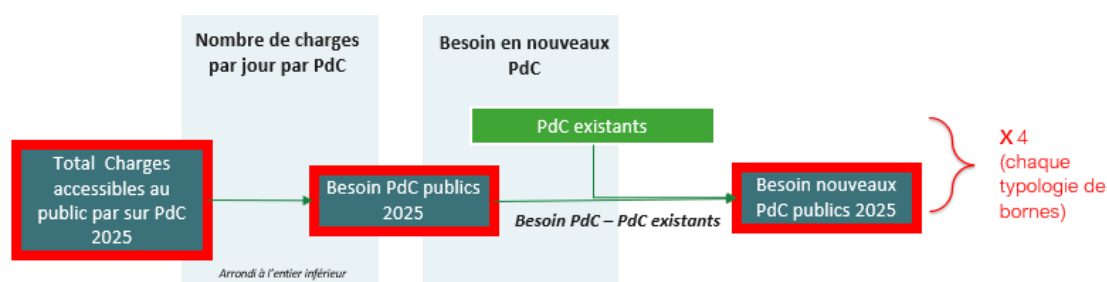 Nombre de charges
par jour par PdC
Besoin en nouveaux
PdC
PdC existants
Total Charges
accessibles au
public par sur PdC
2025
Besoin PdC publics
2025
Besoin nouveaux
PdC publics 2025
Besoin PdC – PdC existants
X 4
(chaque
typologie de
bornes)
Arrondi à l'entier inférieur